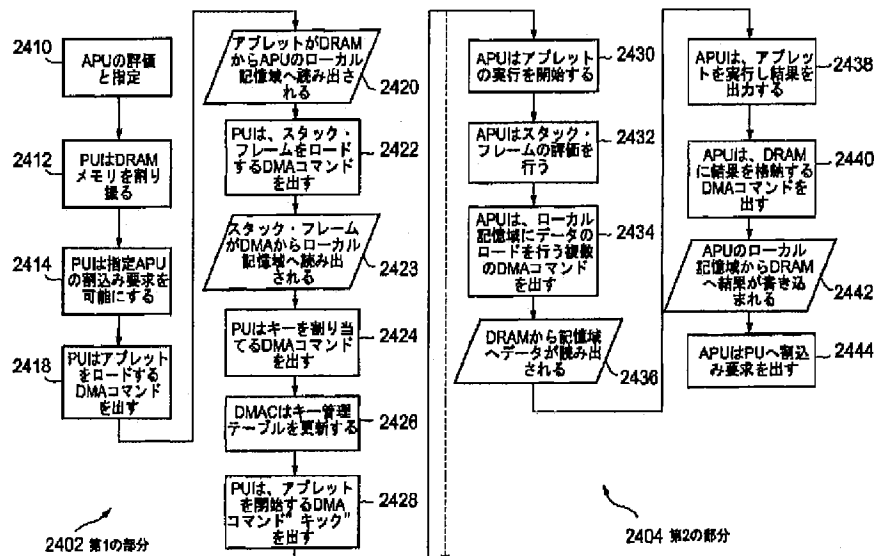 2410
APUの評価
と指定
2412
PUはDRAM
メモリを割り
振る
2414
PUは指定APU
の割込み要求を
可能にする
2418
PUはアプレット
をロードする
DMAコマンド
を出す
アプレットがDRAM
からAPUのローカル
記憶域へ読み出さ
れる
2420
PUは、スタック・
フレームをロード
するDMAコマンド
を出す
2422
スタック・フレーム
がDMAからローカル
記憶域へ読み出
される
2423
PUはキーを割り当
てるDMAコマンド
を出す
2424
DMACはキー管理
テーブルを更新する
2426
PUは、アプレット
を開始するDMA
コマンド“キック”
を出す
2428
2402 第1の部分
APUはアプレット
の実行を開始する
2430
APUはスタック・
フレームの評価を
行う
2432
APUは、ローカル
記憶域にデータの
ロードを行う複数
のDMAコマンド
を出す
2434
DRAMから記憶域
へデータが読み出
される
2436
APUは、アプレッ
トを実行し結果を
出力する
2438
APUは、DRAM
に結果を格納する
DMAコマンドを
出す
2440
APUのローカル
記憶域からDRAM
へ結果が書き込
まれる
2442
APUはPUへ割込
み要求を出す
2444
2404 第2の部分